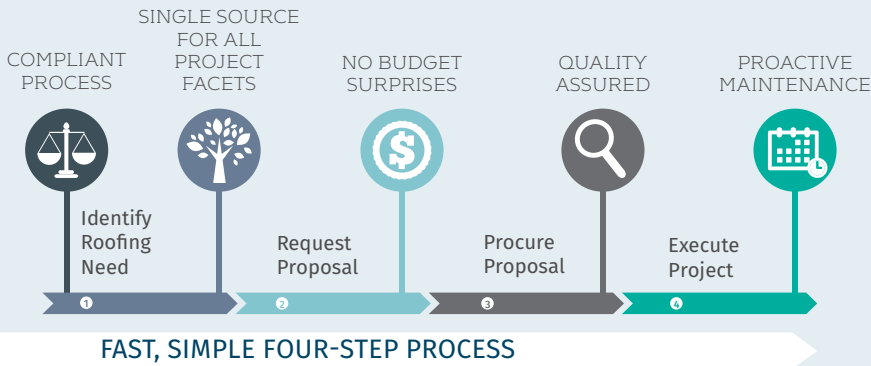 COMPLIANT
PROCESS
SINGLE SOURCE
FOR ALL
PROJECT
FACETS
NO BUDGET
SURPRISES
QUALITY
ASSURED
PROACTIVE
MAINTENANCE
$
Identify
Roofing
Need
Request
Proposal
Procure
Proposal
Execute
Project
1
2
3
4
FAST, SIMPLE FOUR-STEP PROCESS